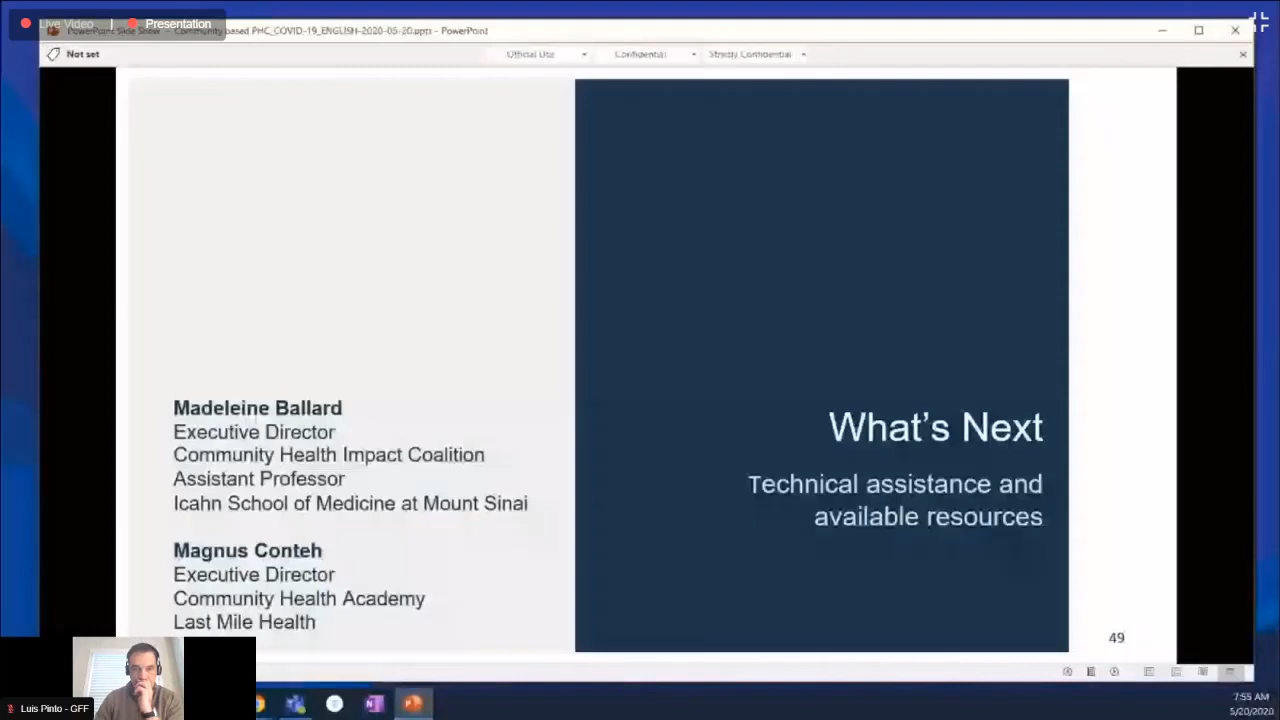 Live Video | Presentation
PowerPoint Slide Show - Community based PHC_COVID-19_ENGLISH-2020-05-20.pptx - PowerPoint
Not set
Official Use
Confidential
Strictly Confidential
Madeleine Ballard
Executive Director
Community Health Impact Coalition
Assistant Professor
Icahn School of Medicine at Mount Sinai
Magnus Conteh
Executive Director
Community Health Academy
Last Mile Health
What's Next
Technical assistance and
available resources
49
Luis Pinto - GFF
7:55 AM
5/20/2020